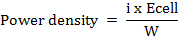 Power density = i x Ecell / W